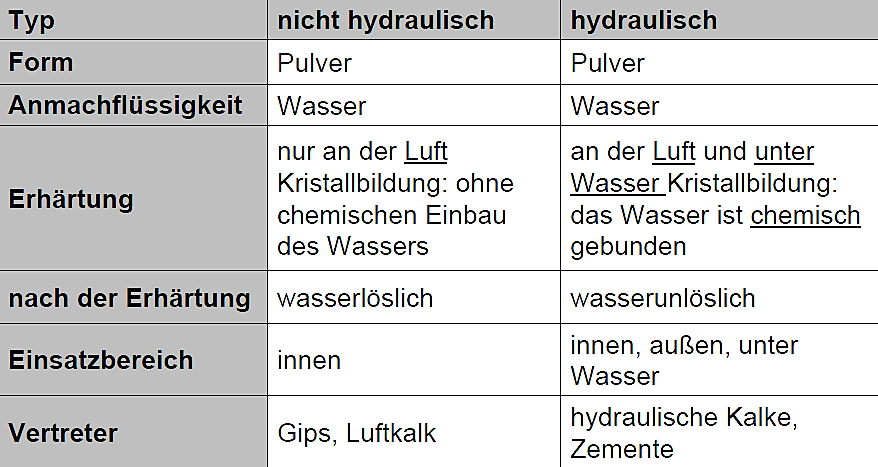 Typ nicht hydraulisch hydraulisch
Form Pulver Pulver
Anmachflüssigkeit Wasser Wasser
Erhärtung
nur an der Luft
Kristallbildung: ohne
chemischen Einbau
des Wassers
an der Luft und unter
Wasser Kristallbildung:
das Wasser ist chemisch
gebunden
nach der Erhärtung wasserlöslich wasserunlöslich
Einsatzbereich innen
innen, außen, unter
Wasser
Vertreter Gips, Luftkalk
hydraulische Kalke,
Zemente